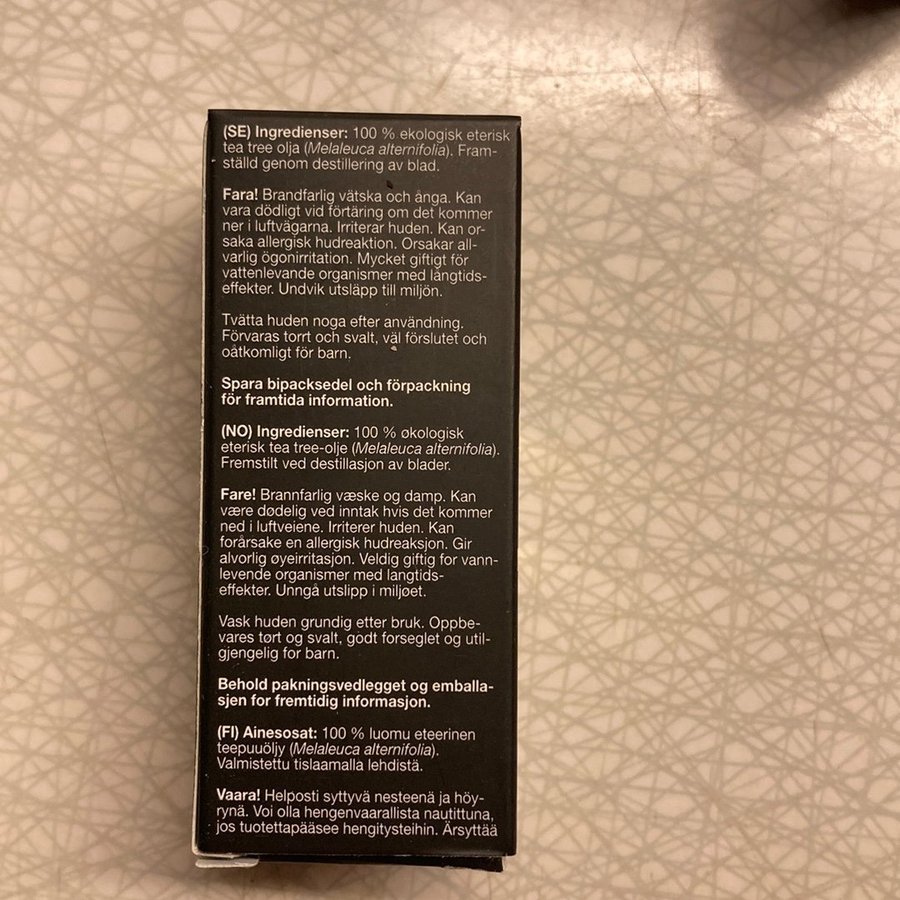 (SE) Ingredienser: 100 % ekologisk eterisk
tea tree olja (Melaleuca alternifolia). Fram-
ställd genom destillering av blad.
Fara! Brandfarlig vätska och ånga. Kan
vara dödligt vid förtäring om det kommer
ner i luftvägarna. Irriterar huden. Kan or-
saka allergisk hudreaktion. Orsakar all-
varlig ögonirritation. Mycket giftigt för
vattenlevande organismer med långtids-
effekter. Undvik utsläpp till miljön.
Tvätta huden noga efter användning.
Förvaras torrt och svalt, väl förslutet och
oåtkomligt för barn.
Spara bipacksedel och förpackning
för framtida information.
(NO) Ingredienser: 100 % økologisk
eterisk tea tree-olje (Melaleuca alternifolia).
Fremstilt ved destillasjon av blader.
Fare! Brannfarlig væske og damp. Kan
være dødelig ved inntak hvis det kommer
ned i luftveiene. Irriterer huden. Kan
forårsake en allergisk hudreaksjon. Gir
alvorlig øyeirritasjon. Veldig giftig for vann-
levende organismer med langtids-
effekter. Unngå utslipp i miljøet.
Vask huden grundig etter bruk. Oppbe-
vares tørt og svalt, godt forseglet og util-
gjengelig for barn.
Behold pakningsvedlegget og emballa-
sjen for fremtidig informasjon.
(FI) Ainesosat: 100 % luomu eteerinen
teepuuöljy (Melaleuca alternifolia).
Valmistettu tislaamalla lehdistä.
Vaara! Helposti syttyvä nesteenä ja höy-
rynä. Voi olla hengenvaarallista nautittuna,
jos tuotettapääsee hengitysteihin. Ärsyttää